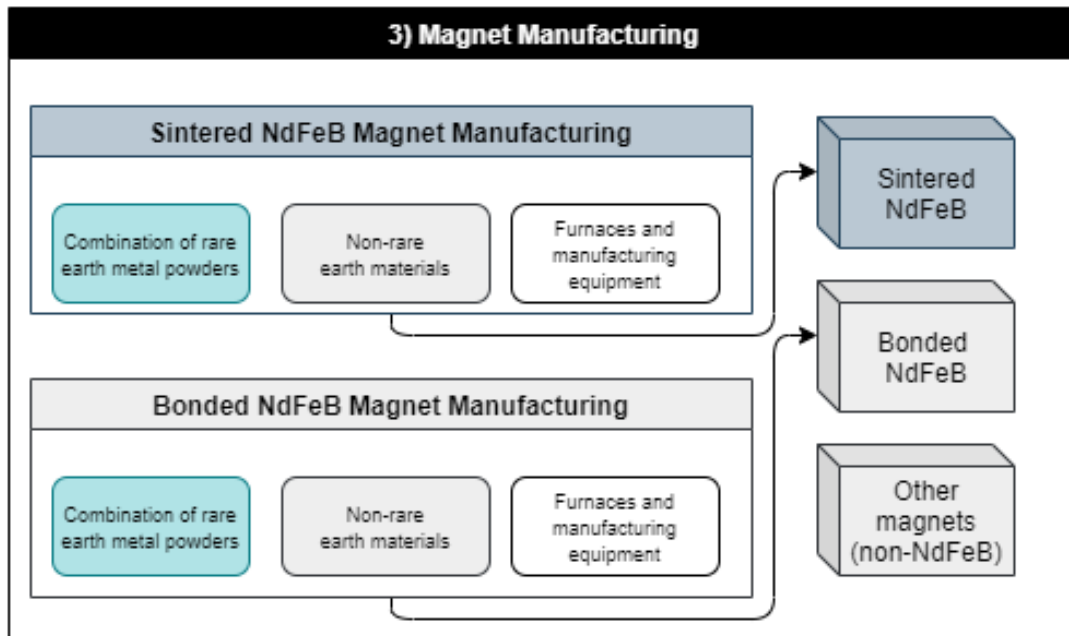 3) Magnet Manufacturing
Sintered NdFeB Magnet Manufacturing
Combination of rare
earth metal powders
Non-rare
earth materials
Furnaces and
manufacturing
equipment
Sintered
NdFeB
Bonded NdFeB Magnet Manufacturing
Combination of rare
earth metal powders
Non-rare
earth materials
Furnaces and
manufacturing
equipment
Bonded
NdFeB
Other
magnets
(non-NdFeB)